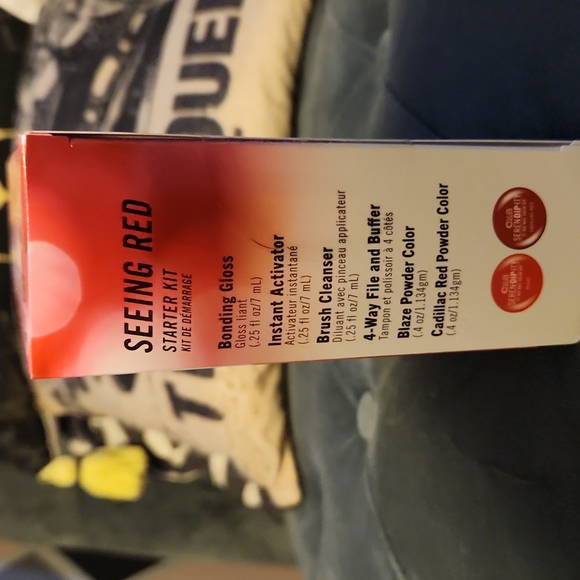 SEEING RED
STARTER KIT
KIT DE DÉMARRAGE
Bonding Gloss
Gloss liant
(.25 fl oz/7 mL)
Instant Activator
Activateur instantané
(.25 fl oz/7 mL)
Brush Cleanser
Diluant avec pinceau applicateur
(.25 fl oz/7 mL)
4-Way File and Buffer
Tampon et polissoir à 4 côtés
Blaze Powder Color
(.4 oz/1.134gm)
Cadillac Red Powder Color
(.4 oz/1.134gm)
SERENDIPITY
SERENDIPITY
QUEE